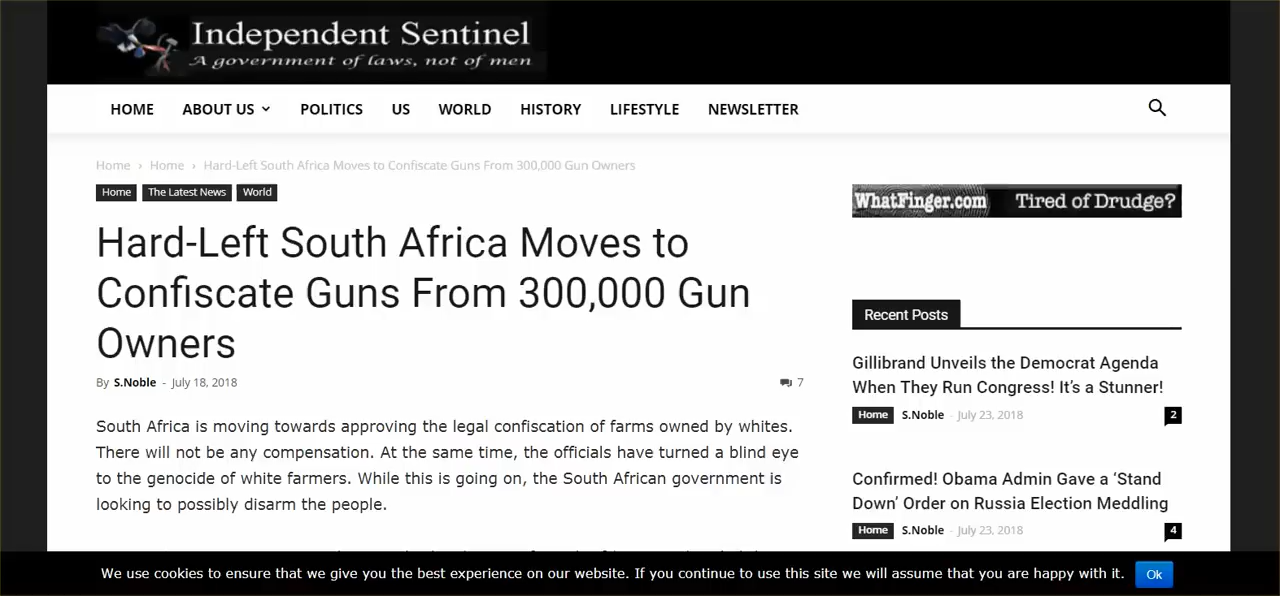 Independent Sentinel
A government of laws, not of men
HOME ABOUT US POLITICS US WORLD HISTORY LIFESTYLE NEWSLETTER
Home › Home › Hard-Left South Africa Moves to Confiscate Guns From 300,000 Gun Owners
Home The Latest News World
Hard-Left South Africa Moves to
Confiscate Guns From 300,000 Gun
Owners
By S.Noble - July 18, 2018 7
South Africa is moving towards approving the legal confiscation of farms owned by whites.
There will not be any compensation. At the same time, the officials have turned a blind eye
to the genocide of white farmers. While this is going on, the South African government is
looking to possibly disarm the people.
WhatFinger.com Tired of Drudge?
Recent Posts
Gillibrand Unveils the Democrat Agenda
When They Run Congress! It’s a Stunner!
Home S.Noble - July 23, 2018 2
Confirmed! Obama Admin Gave a ‘Stand
Down’ Order on Russia Election Meddling
Home S.Noble - July 23, 2018 4
We use cookies to ensure that we give you the best experience on our website. If you continue to use this site we will assume that you are happy with it. Ok